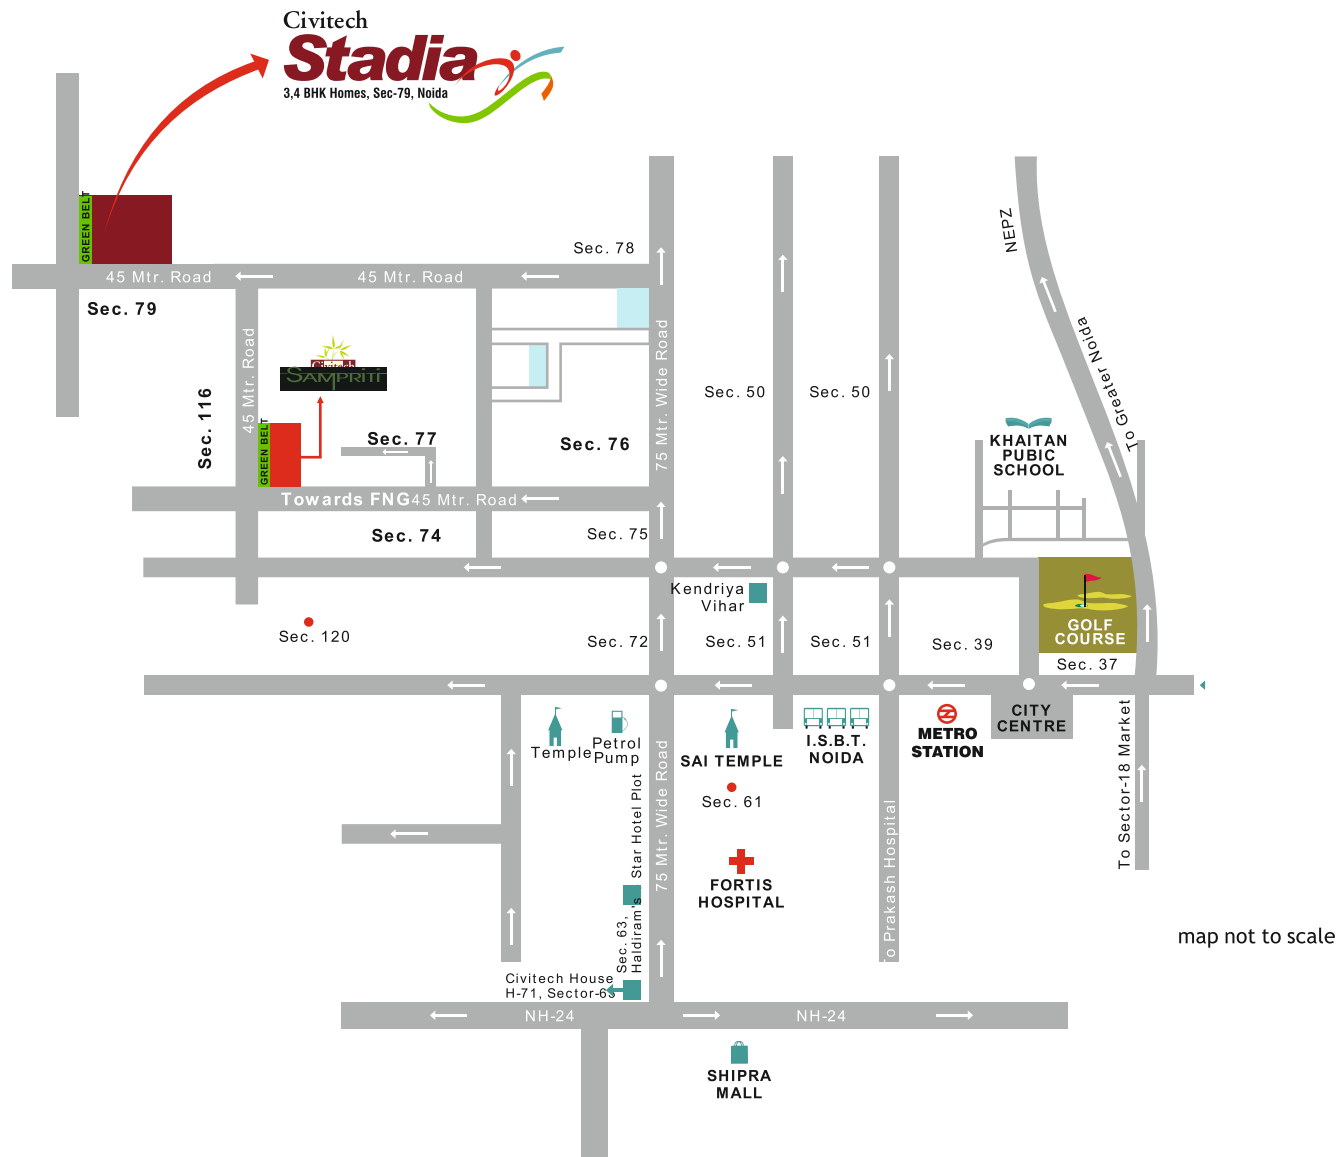 Civitech
Stadia
3,4 BHK Homes, Sec-79, Noida
GREEN BELT
NEPZ
Sec. 78
45 Mtr. Road
45 Mtr. Road
Sec. 79
45 Mtr. Road
75 Mtr. Wide Road
To Greater Noida
Civitech
SAMPRITI
Sec. 116
Sec. 50
Sec. 50
GREEN BELT
Sec. 77
Sec. 76
KHAITAN
PUBIC
SCHOOL
Towards FNG
45 Mtr. Road
Sec. 74
Sec. 75
Kendriya
Vihar
GOLF
COURSE
Sec. 120
Sec. 72
Sec. 51
Sec. 51
Sec. 39
Sec. 37
CITY
CENTRE
METRO
STATION
I.S.B.T.
NOIDA
SAI TEMPLE
Temple
Petrol
Pump
To Sector-18 Market
75 Mtr. Wide Road
Star Hotel Plot
Sec. 61
FORTIS
HOSPITAL
To Prakash Hospital
Sec. 63,
Haldiram's
map not to scale
Civitech House
H-71, Sector-63
NH-24
NH-24
SHIPRA
MALL